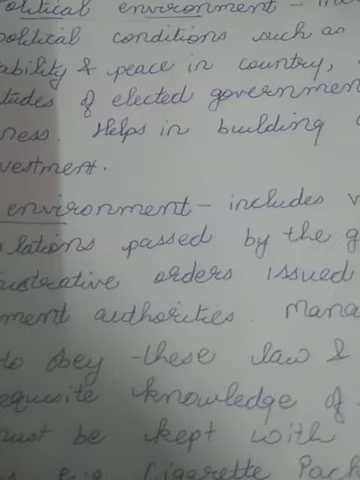 olitical environment - in
political conditions such as
ability & peace in country,
tudes of elected governmen
ness. Helps in building
vestment.
environment - includes v
lations passed by the g
istrative orders issued
ment authorities. Mana
to obey these law &
equisite knowledge of
must be kept with
e.g. Cigarette Pack